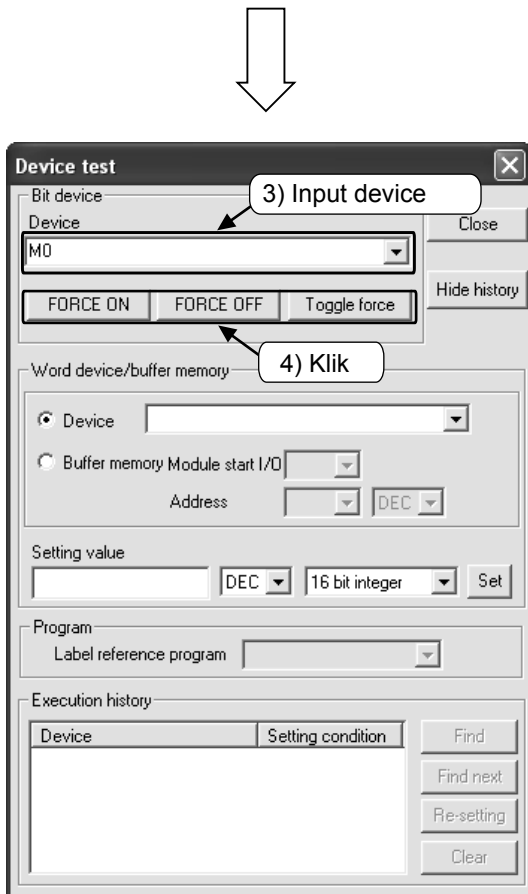 Device test
Bit device
3) Input device
Device
Close
M0
Hide history
FORCE ON FORCE OFF Toggle force
4) Klik
Word device/buffer memory
Device
Buffer memory Module start I/O
Address DEC
Setting value
DEC 16 bit integer Set
Program
Label reference program
Execution history
Device Setting condition Find
Find next
Re-setting
Clear